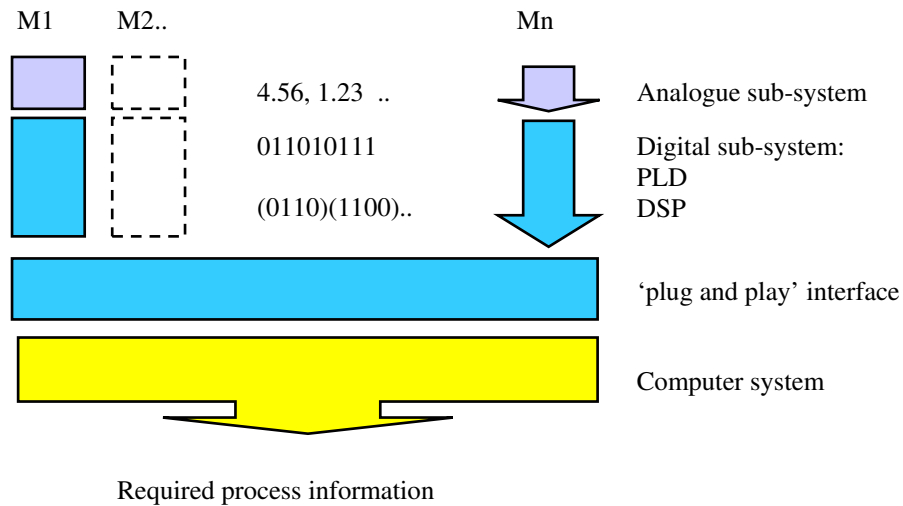 M1 M2.. Mn
4.56, 1.23 .. Analogue sub-system
011010111 Digital sub-system:
PLD
(0110)(1100).. DSP
‘plug and play’ interface
Computer system
Required process information